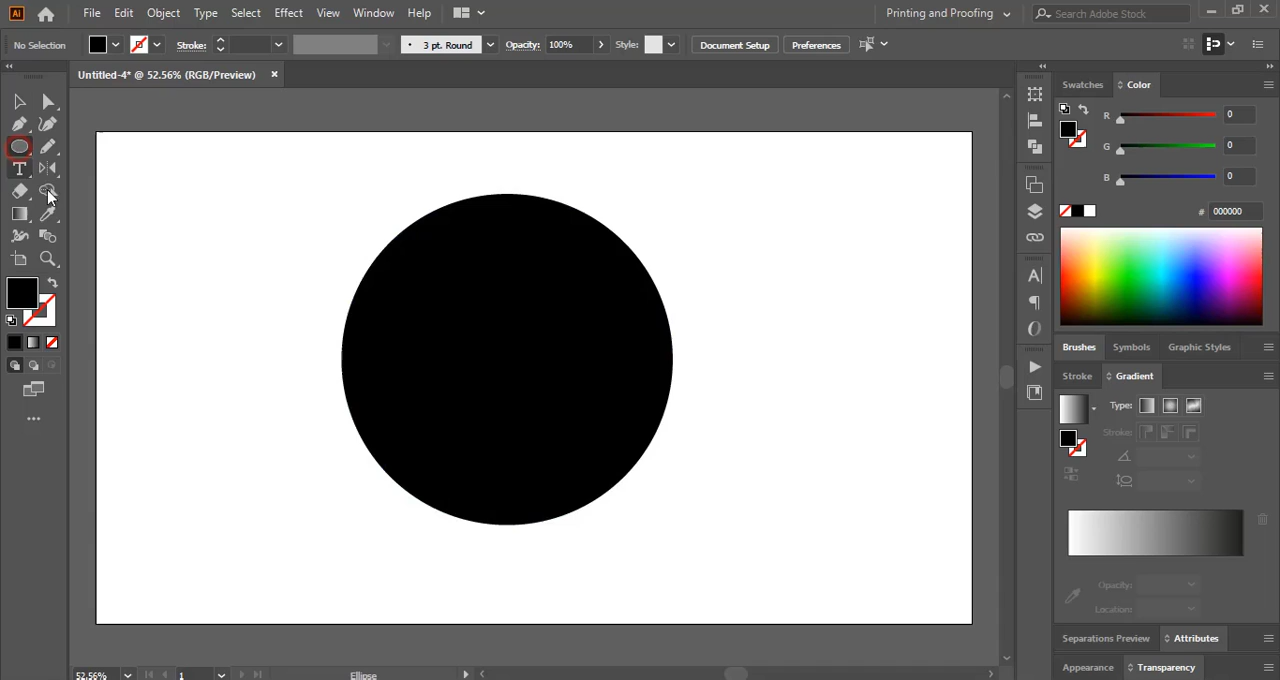 Ai File Edit Object Type Select Effect View Window Help Printing and Proofing Search Adobe Stock
No Selection Stroke: 3 pt. Round Opacity: 100% Style: Document Setup Preferences
Untitled-4* @ 52.56% (RGB/Preview)
Swatches Color
R 0
G 0
B 0
# 000000
Brushes Symbols Graphic Styles
Stroke Gradient
Type:
Stroke:
Opacity:
Location:
Separations Preview Attributes
Appearance Transparency
52.56% 1 Ellipse